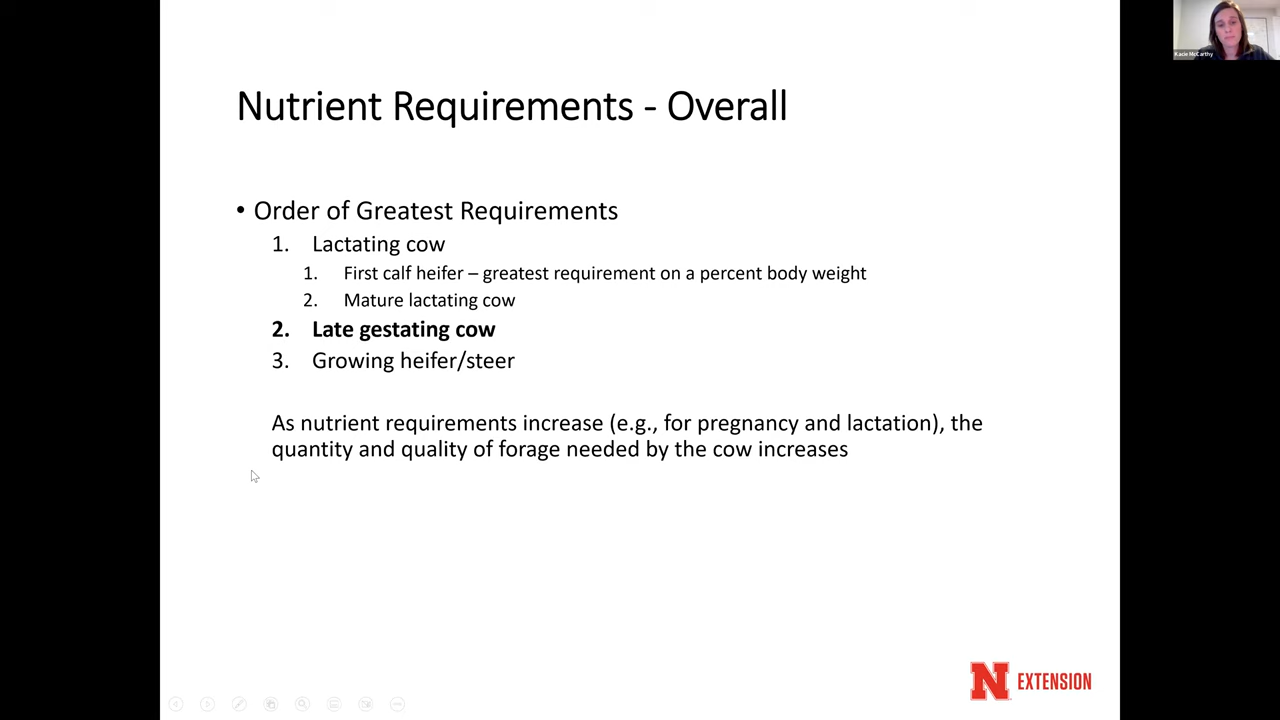 Kacie McCarthy
Nutrient Requirements - Overall
• Order of Greatest Requirements
1. Lactating cow
1. First calf heifer – greatest requirement on a percent body weight
2. Mature lactating cow
2. Late gestating cow
3. Growing heifer/steer
As nutrient requirements increase (e.g., for pregnancy and lactation), the
quantity and quality of forage needed by the cow increases
N EXTENSION